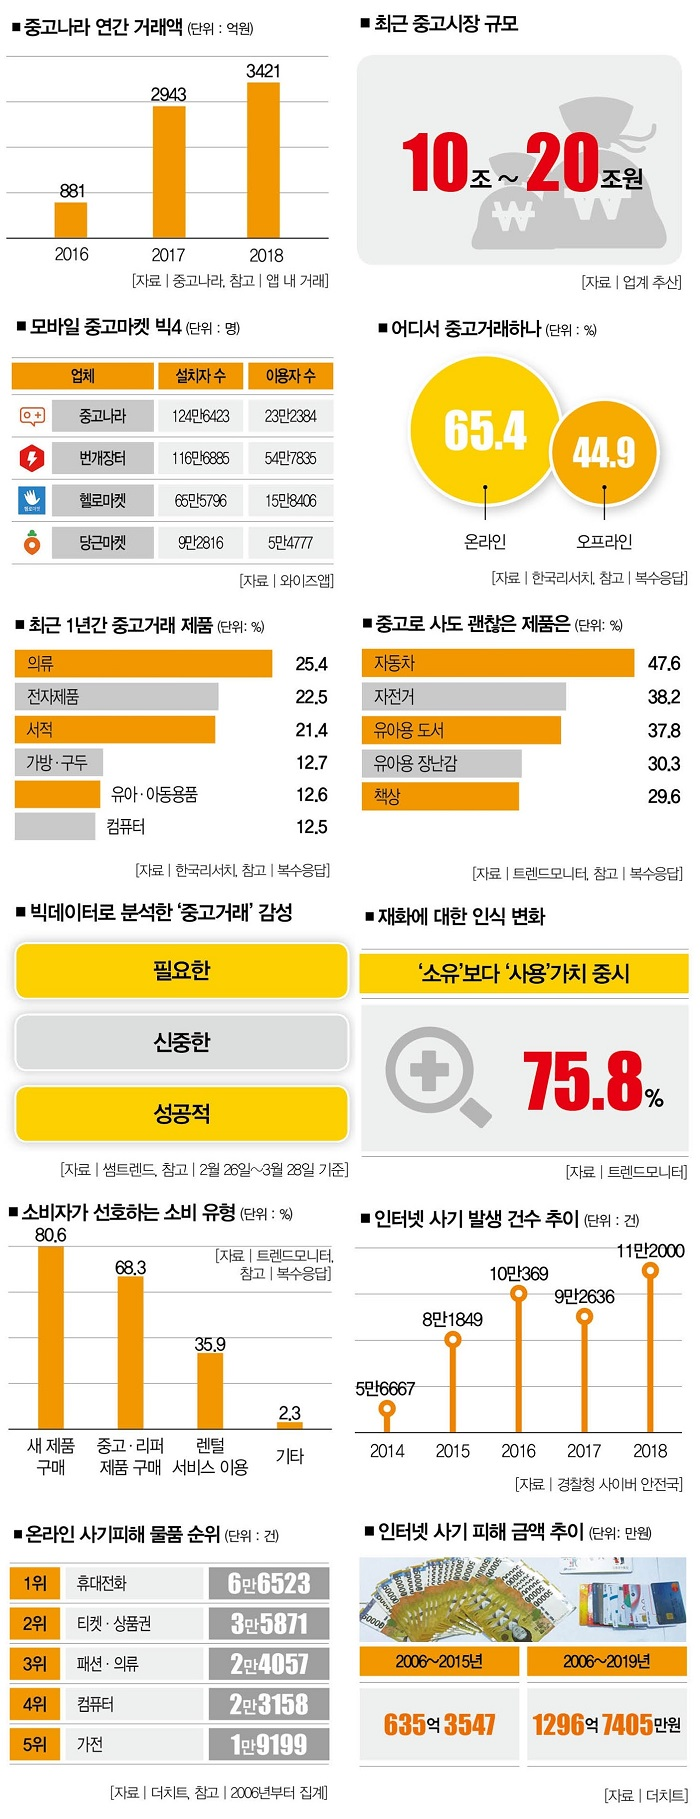 ■ 중고나라 연간 거래액 (단위 : 억원)
881
2943
3421
2016
2017
2018
[자료 | 중고나라, 참고 | 앱 내 거래]
■ 최근 중고시장 규모
10조 ~ 20조원
[자료 | 업계 추산]
■ 모바일 중고마켓 빅4 (단위 : 명)
업체 설치자 수 이용자 수
중고나라 124만6423 23만2384
번개장터 116만6885 54만7835
헬로마켓 65만5796 15만8406
당근마켓 9만2816 5만4777
[자료 | 와이즈앱]
■ 어디서 중고거래하나 (단위 : %)
65.4
44.9
온라인
오프라인
[자료 | 한국리서치, 참고 | 복수응답]
■ 최근 1년간 중고거래 제품 (단위: %)
의류 25.4
전자제품 22.5
서적 21.4
가방·구두 12.7
유아·아동용품 12.6
컴퓨터 12.5
[자료 | 한국리서치, 참고 | 복수응답]
■ 중고로 사도 괜찮은 제품은 (단위: %)
자동차 47.6
자전거 38.2
유아용 도서 37.8
유아용 장난감 30.3
책상 29.6
[자료 | 트렌드모니터, 참고 | 복수응답]
■ 빅데이터로 분석한 ‘중고거래’ 감성
필요한
신중한
성공적
[자료 | 썸트렌드, 참고 | 2월 26일~3월 28일 기준]
■ 재화에 대한 인식 변화
‘소유’보다 ‘사용’가치 중시
75.8%
[자료 | 트렌드모니터]
■ 소비자가 선호하는 소비 유형 (단위 : %)
[자료 | 트렌드모니터,
참고 | 복수응답]
80.6
68.3
35.9
2.3
새 제품
구매
중고·리퍼
제품 구매
렌털
서비스 이용
기타
■ 인터넷 사기 발생 건수 추이 (단위 : 건)
5만6667
8만1849
10만369
9만2636
11만2000
2014
2015
2016
2017
2018
[자료 | 경찰청 사이버 안전국]
■ 온라인 사기피해 물품 순위 (단위 : 건)
1위 휴대전화 6만6523
2위 티켓·상품권 3만5871
3위 패션·의류 2만4057
4위 컴퓨터 2만3158
5위 가전 1만9199
[자료 | 더치트, 참고 | 2006년부터 집계]
■ 인터넷 사기 피해 금액 추이 (단위: 만원)
2006~2015년
2006~2019년
635억 3547
1296억 7405만원
[자료 | 더치트]